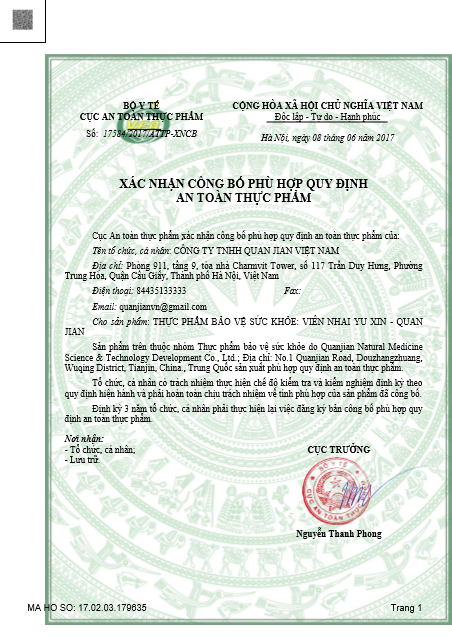 BỘ Y TẾ
CỤC AN TOÀN THỰC PHẨM
Số: 17584/2017/ATTP-XNCB
CỘNG HÒA XÃ HỘI CHỦ NGHĨA VIỆT NAM
Độc lập - Tự do - Hạnh phúc
Hà Nội, ngày 08 tháng 06 năm 2017
XÁC NHẬN CÔNG BỐ PHÙ HỢP QUY ĐỊNH
AN TOÀN THỰC PHẨM
Cục An toàn thực phẩm xác nhận công bố phù hợp quy định an toàn thực phẩm của:
Tên tổ chức, cá nhân: CÔNG TY TNHH QUAN JIAN VIỆT NAM
Địa chỉ: Phòng 911, tầng 9, tòa nhà Charmvit Tower, số 117 Trần Duy Hưng, Phường
Trung Hòa, Quận Cầu Giấy, Thành phố Hà Nội, Việt Nam
Điện thoại: 84435133333 Fax:
Email: quanjianvn@gmail.com
Cho sản phẩm: THỰC PHẨM BẢO VỆ SỨC KHỎE: VIÊN NHAI YU XIN - QUAN
JIAN
Sản phẩm trên thuộc nhóm Thực phẩm bảo vệ sức khỏe do Quanjian Natural Medicine
Science & Technology Development Co., Ltd.; Địa chỉ: No.1 Quanjian Road, Douzhangzhuang,
Wuqing District, Tianjin, China., Trung Quốc sản xuất phù hợp quy định an toàn thực phẩm.
Tổ chức, cá nhân có trách nhiệm thực hiện chế độ kiểm tra và kiểm nghiệm định kỳ theo
quy định hiện hành và phải hoàn toàn chịu trách nhiệm về tính phù hợp của sản phẩm đã công bố.
Định kỳ 3 năm tổ chức, cá nhân phải thực hiện lại việc đăng ký bản công bố phù hợp quy
định an toàn thực phẩm.
Nơi nhận:
- Tổ chức, cá nhân;
- Lưu trữ.
CỤC TRƯỞNG
BỘ Y TẾ
CỤC AN TOÀN THỰC
Nguyễn Thanh Phong
MA HO SO: 17.02.03.179635
Trang 1